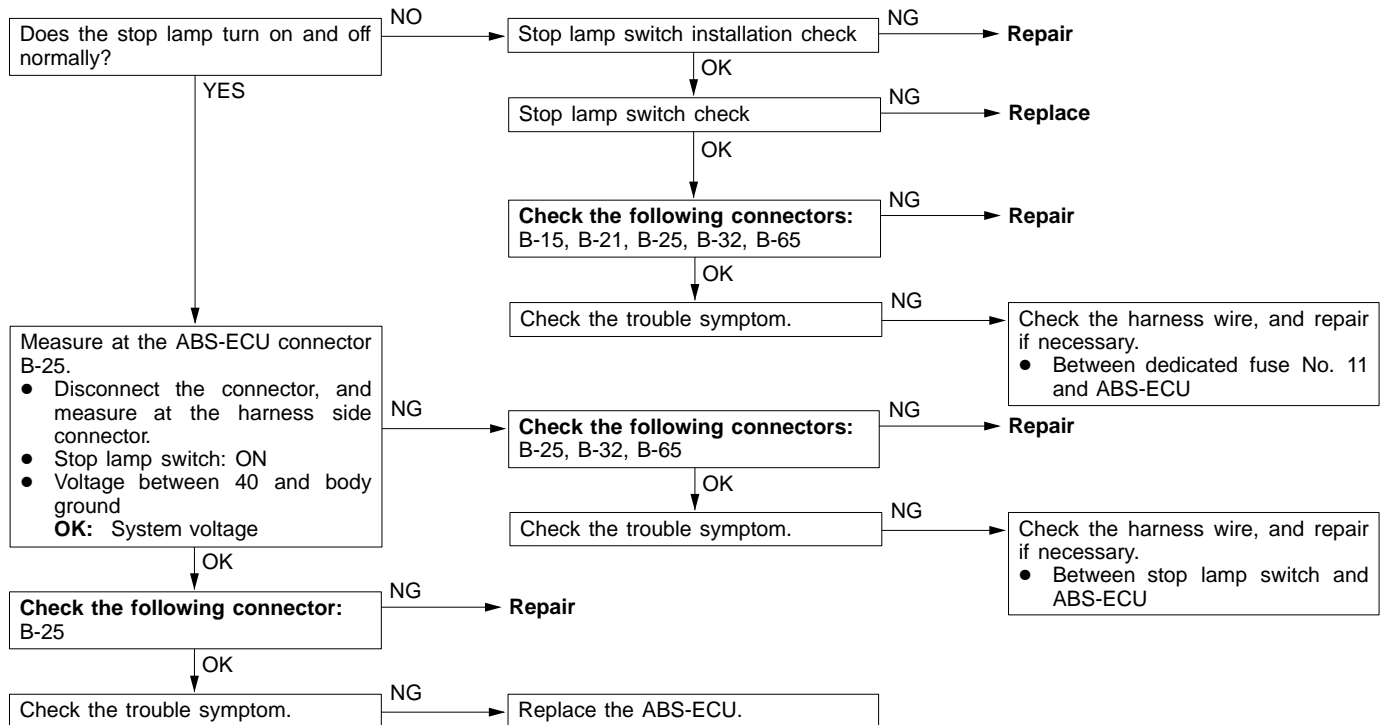 Does the stop lamp turn on and off
normally?
NO
Stop lamp switch installation check
NG
Repair
OK
YES
Stop lamp switch check
NG
Replace
OK
Check the following connectors:
B-15, B-21, B-25, B-32, B-65
NG
Repair
OK
Check the trouble symptom.
NG
Check the harness wire, and repair
if necessary.
● Between dedicated fuse No. 11
and ABS-ECU
Measure at the ABS-ECU connector
B-25.
● Disconnect the connector, and
measure at the harness side
connector.
● Stop lamp switch: ON
● Voltage between 40 and body
ground
OK: System voltage
NG
Check the following connectors:
B-25, B-32, B-65
NG
Repair
OK
Check the trouble symptom.
NG
Check the harness wire, and repair
if necessary.
● Between stop lamp switch and
ABS-ECU
OK
Check the following connector:
B-25
NG
Repair
OK
Check the trouble symptom.
NG
Replace the ABS-ECU.